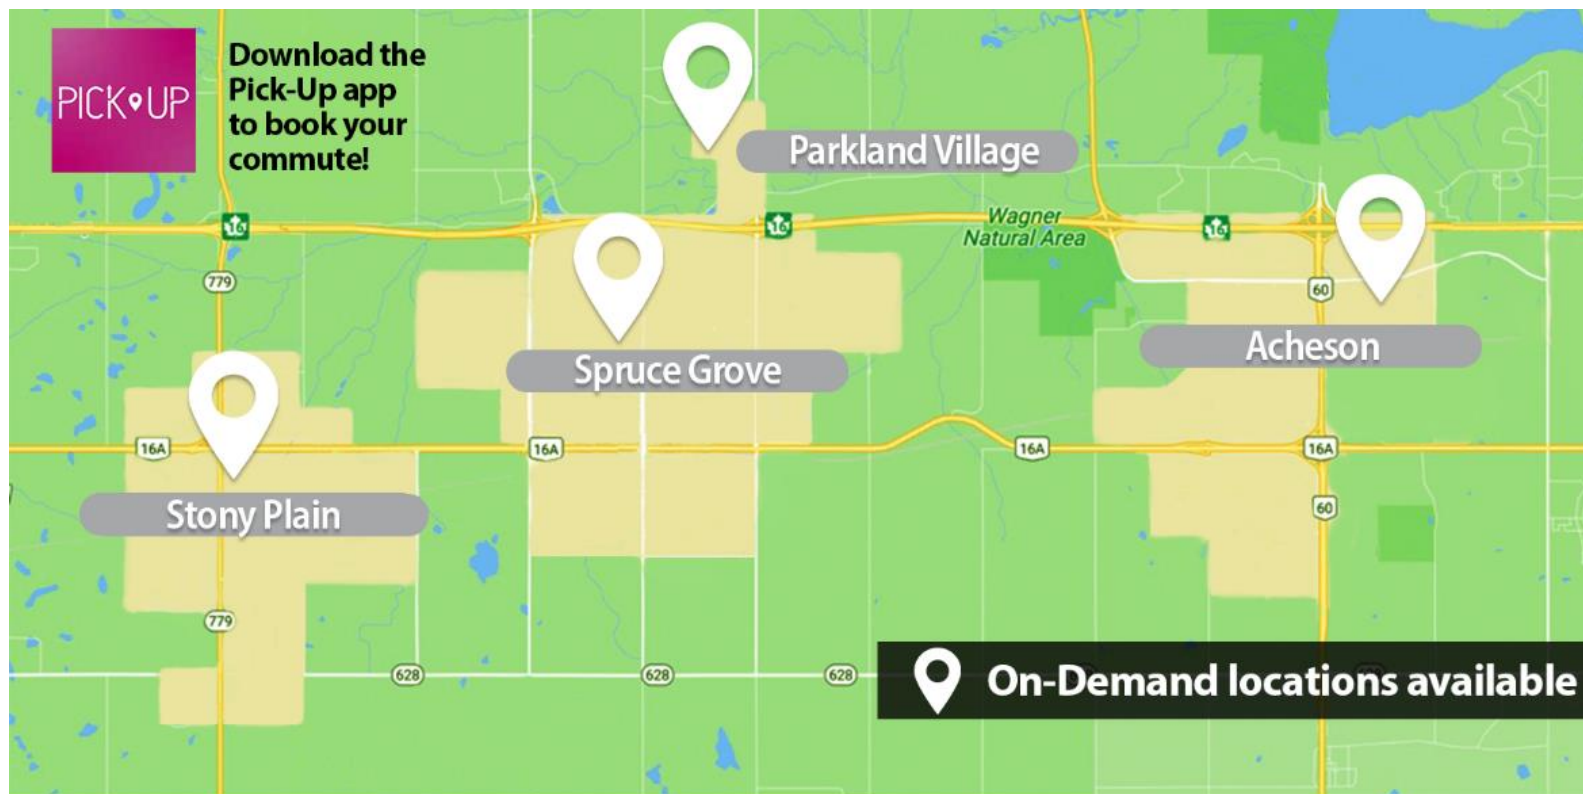 PICK UP
Download the
Pick-Up app
to book your
commute!
Parkland Village
16
16
Wagner
Natural Area
16
779
60
Spruce Grove
Acheson
16A
16A
16A
16A
Stony Plain
60
779
628
628
628
On-Demand locations available